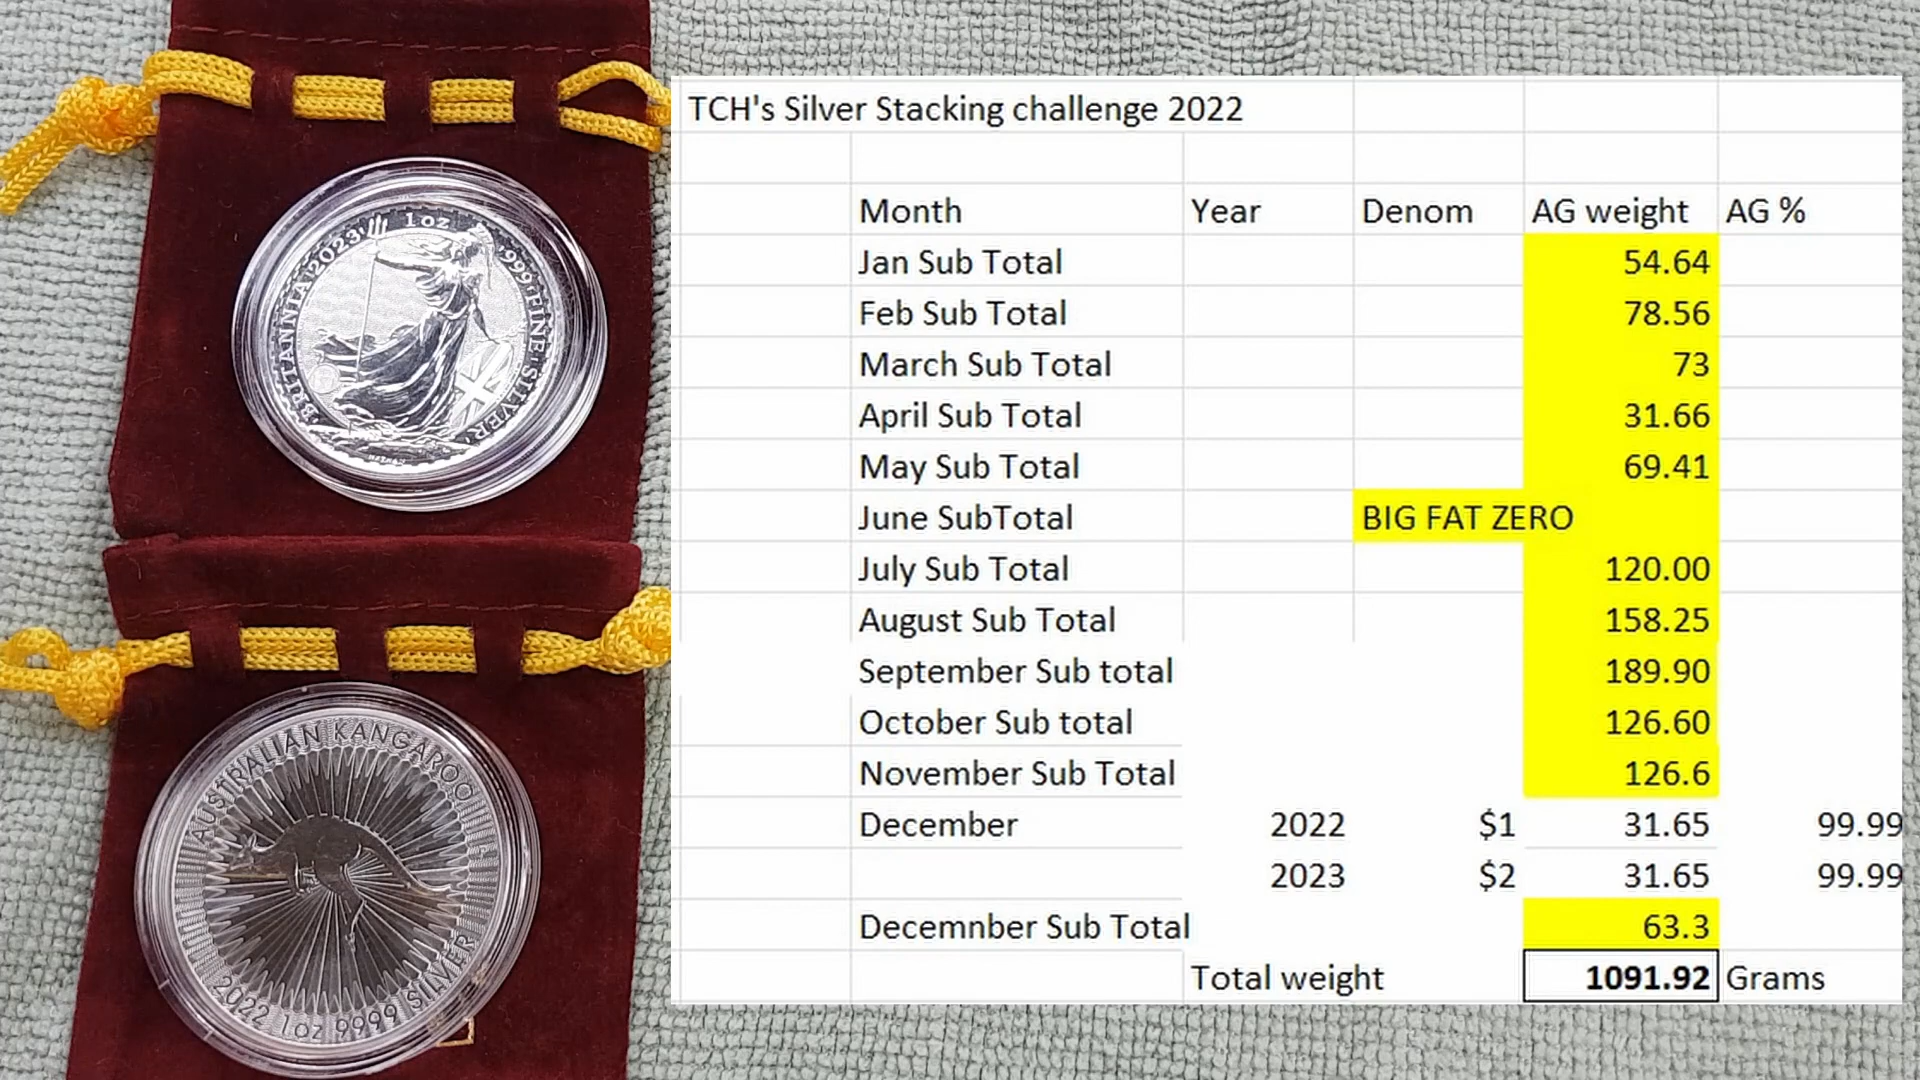 BRITANNIA 2023 1 oz 999 FINE SILVER
AUSTRALIAN KANGAROO
2022 1oz 9999 SILVER
TCH's Silver Stacking challenge 2022
Month Year Denom AG weight AG %
Jan Sub Total 54.64
Feb Sub Total 78.56
March Sub Total 73
April Sub Total 31.66
May Sub Total 69.41
June SubTotal BIG FAT ZERO
July Sub Total 120.00
August Sub Total 158.25
September Sub total 189.90
October Sub total 126.60
November Sub Total 126.6
December 2022 $1 31.65 99.99
2023 $2 31.65 99.99
Decemnber Sub Total 63.3
Total weight 1091.92 Grams